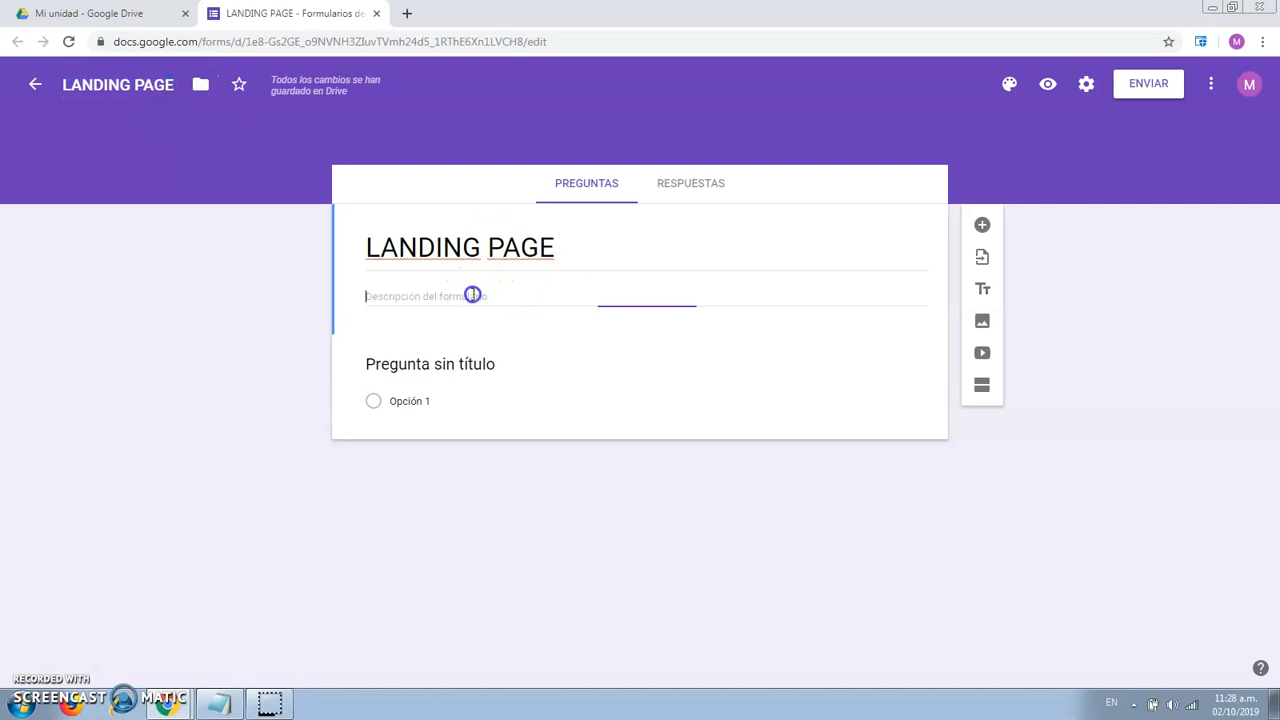 Mi unidad - Google Drive
LANDING PAGE - Formularios de
docs.google.com/forms/d/1e8-Gs2GE_o9NVNH3ZIuvTVmh24d5_1RThE6Xn1LVCH8/edit
M
LANDING PAGE
Todos los cambios se han
guardado en Drive
ENVIAR
M
PREGUNTAS
RESPUESTAS
LANDING PAGE
Descripción del formulario
Pregunta sin título
Opción 1
RECORDED WITH
SCREENCAST MATIC
EN
11:28 a.m.
02/10/2019